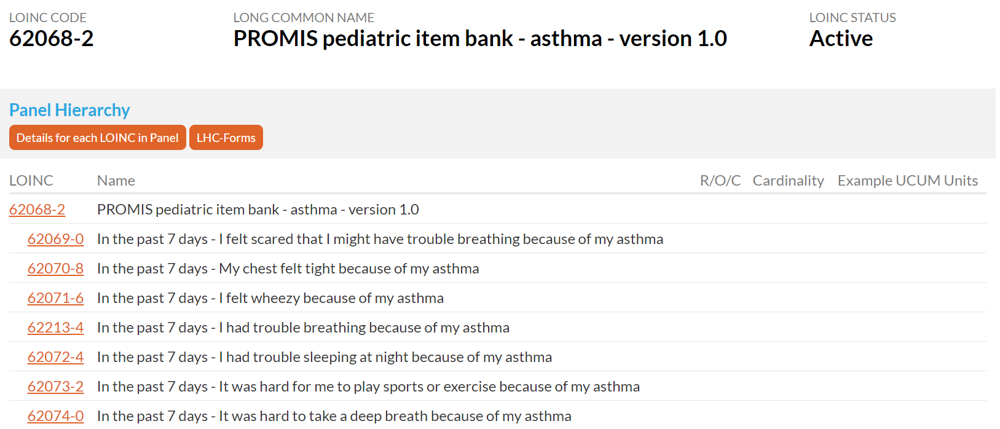 LOINC CODE LONG COMMON NAME LOINC STATUS
62068-2 PROMIS pediatric item bank - asthma - version 1.0 Active
Panel Hierarchy
Details for each LOINC in Panel LHC-Forms
LOINC Name R/O/C Cardinality Example UCUM Units
62068-2 PROMIS pediatric item bank - asthma - version 1.0
62069-0 In the past 7 days - I felt scared that I might have trouble breathing because of my asthma
62070-8 In the past 7 days - My chest felt tight because of my asthma
62071-6 In the past 7 days - I felt wheezy because of my asthma
62213-4 In the past 7 days - I had trouble breathing because of my asthma
62072-4 In the past 7 days - I had trouble sleeping at night because of my asthma
62073-2 In the past 7 days - It was hard for me to play sports or exercise because of my asthma
62074-0 In the past 7 days - It was hard to take a deep breath because of my asthma